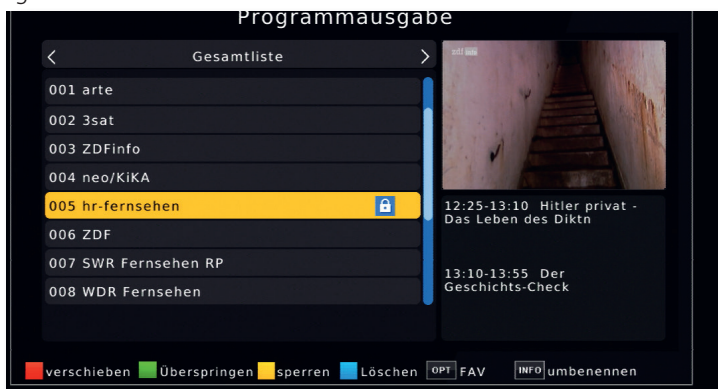 Programmausgabe
Gesamtliste
001 arte
002 3sat
003 ZDFinfo
004 neo/KiKA
005 hr-fernsehen
006 ZDF
007 SWR Fernsehen RP
008 WDR Fernsehen
zdf info
12:25-13:10 Hitler privat -
Das Leben des Diktn
13:10-13:55 Der
Geschichts-Check
verschieben Überspringen sperren Löschen OPT FAV INFO umbenennen